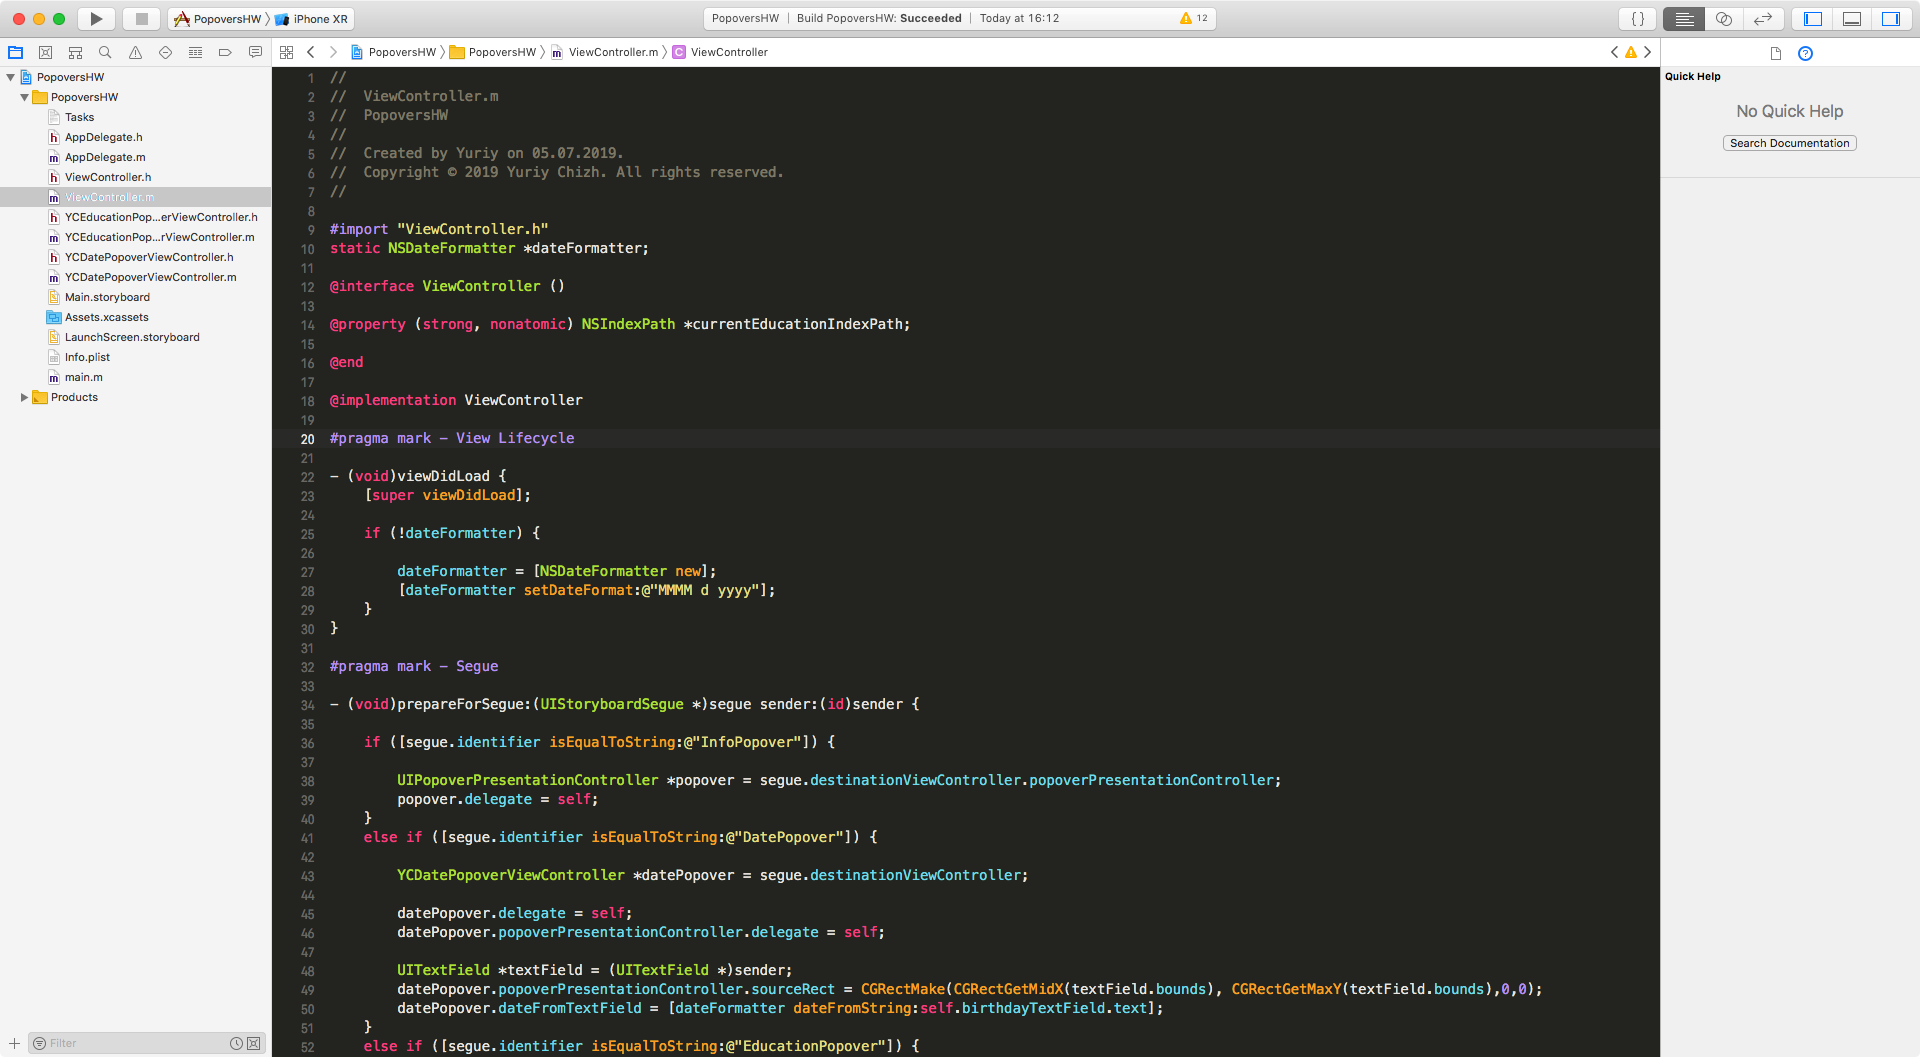 PopoversHW
iPhone XR
PopoversHW
Build PopoversHW: Succeeded
Today at 16:12
12
{}
PopoversHW
PopoversHW
ViewController.m
C
ViewController
PopoversHW
PopoversHW
Tasks
h AppDelegate.h
m AppDelegate.m
h ViewController.h
m ViewController.m
h YCEducationPop...erViewController.h
m YCEducationPop...rViewController.m
h YCDatePopoverViewController.h
m YCDatePopoverViewController.m
Main.storyboard
Assets.xcassets
LaunchScreen.storyboard
Info.plist
m main.m
Products
Filter
1 //
2 //  ViewController.m
3 //  PopoversHW
4 //
5 //  Created by Yuriy on 05.07.2019.
6 //  Copyright © 2019 Yuriy Chizh. All rights reserved.
7 //
8
9 #import "ViewController.h"
10 static NSDateFormatter *dateFormatter;
11
12 @interface ViewController ()
13
14 @property (strong, nonatomic) NSIndexPath *currentEducationIndexPath;
15
16 @end
17
18 @implementation ViewController
19
20 #pragma mark - View Lifecycle
21
22 - (void)viewDidLoad {
23     [super viewDidLoad];
24
25     if (!dateFormatter) {
26
27         dateFormatter = [NSDateFormatter new];
28         [dateFormatter setDateFormat:@"MMMM d yyyy"];
29     }
30 }
31
32 #pragma mark - Segue
33
34 - (void)prepareForSegue:(UIStoryboardSegue *)segue sender:(id)sender {
35
36     if ([segue.identifier isEqualToString:@"InfoPopover"]) {
37
38         UIPopoverPresentationController *popover = segue.destinationViewController.popoverPresentationController;
39         popover.delegate = self;
40     }
41     else if ([segue.identifier isEqualToString:@"DatePopover"]) {
42
43         YCDatePopoverViewController *datePopover = segue.destinationViewController;
44
45         datePopover.delegate = self;
46         datePopover.popoverPresentationController.delegate = self;
47
48         UITextField *textField = (UITextField *)sender;
49         datePopover.popoverPresentationController.sourceRect = CGRectMake(CGRectGetMidX(textField.bounds), CGRectGetMaxY(textField.bounds),0,0);
50         datePopover.dateFromTextField = [dateFormatter dateFromString:self.birthdayTextField.text];
51     }
52     else if ([segue.identifier isEqualToString:@"EducationPopover"]) {
Quick Help
No Quick Help
Search Documentation